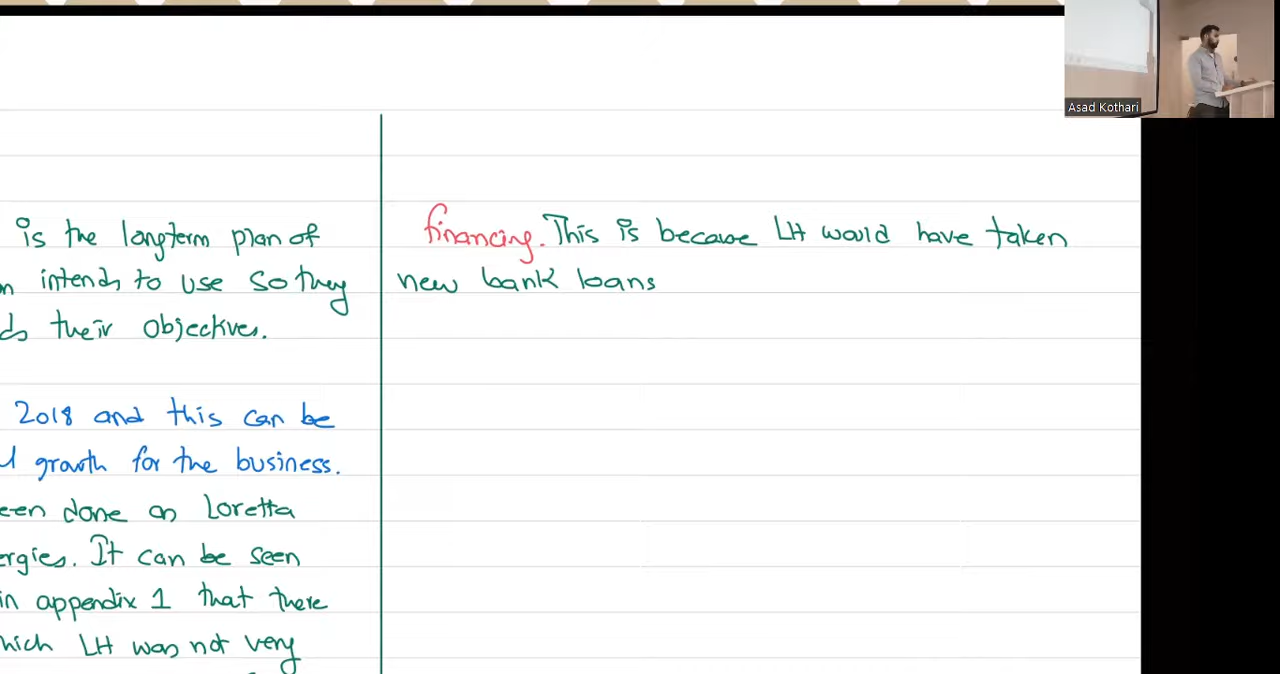 Asad Kothari
is the longterm plan of
intends to use so they
their objectives.
2018 and this can be
growth for the business.
een done on Loretta
ergies. It can be seen
in appendix 1 that there
hich LH was not very
financing. This is because LH would have taken
new bank loans